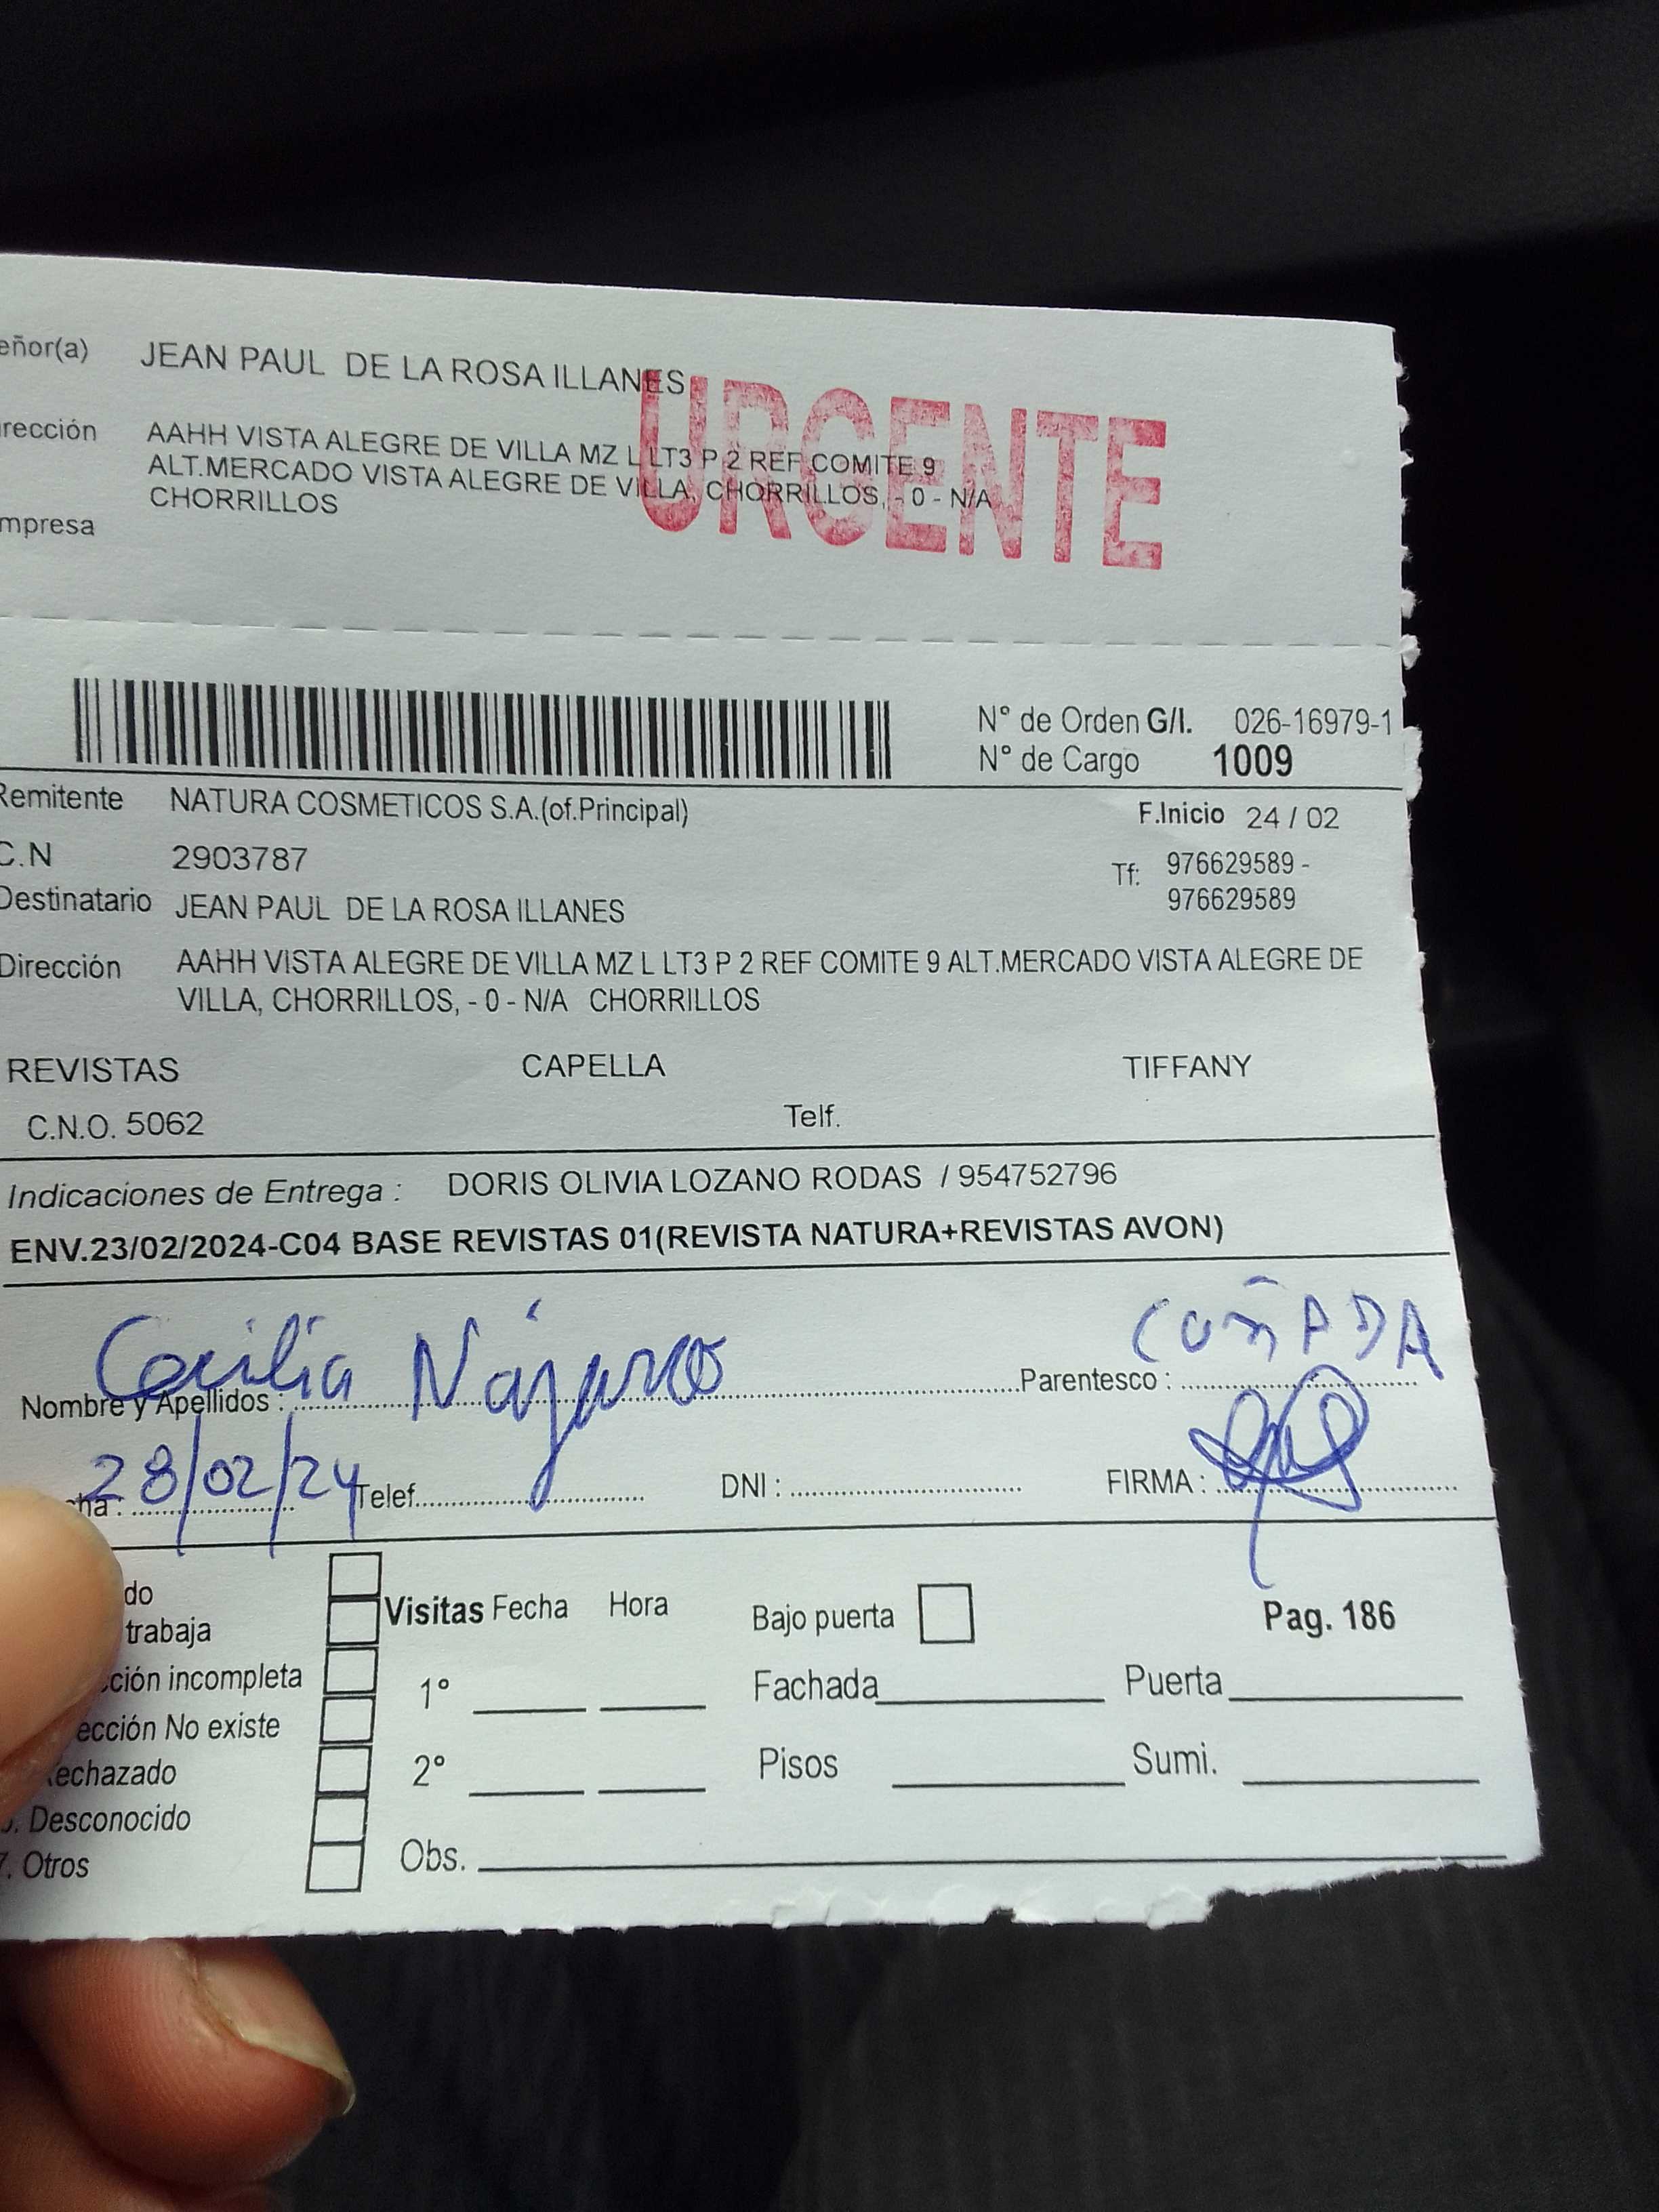 eñor(a) JEAN PAUL DE LA ROSA ILLANES
URGENTE
rección AAHH VISTA ALEGRE DE VILLA MZ L LT3 P 2 REF COMITE 9
ALT.MERCADO VISTA ALEGRE DE VILLA, CHORRILLOS, - 0 - N/A
CHORRILLOS
mpresa
N° de Orden G/I. 026-16979-1
N° de Cargo 1009
Remitente NATURA COSMETICOS S.A.(of.Principal) F.Inicio 24 / 02
C.N 2903787 Tf: 976629589 -
976629589
Destinatario JEAN PAUL DE LA ROSA ILLANES
Dirección AAHH VISTA ALEGRE DE VILLA MZ L LT3 P 2 REF COMITE 9 ALT.MERCADO VISTA ALEGRE DE
VILLA, CHORRILLOS, - 0 - N/A CHORRILLOS
REVISTAS CAPELLA TIFFANY
C.N.O. 5062 Telf.
Indicaciones de Entrega : DORIS OLIVIA LOZANO RODAS / 954752796
ENV.23/02/2024-C04 BASE REVISTAS 01(REVISTA NATURA+REVISTAS AVON)
Nombre y Apellidos : Cecilia Parentesco : CUÑADA
ha : 28/02/24 Telef. DNI : FIRMA :
do
trabaja
Visitas Fecha Hora Bajo puerta Pag. 186
ción incompleta 1° Fachada Puerta
ección No existe
echazado 2° Pisos Sumi.
. Desconocido
7. Otros Obs.